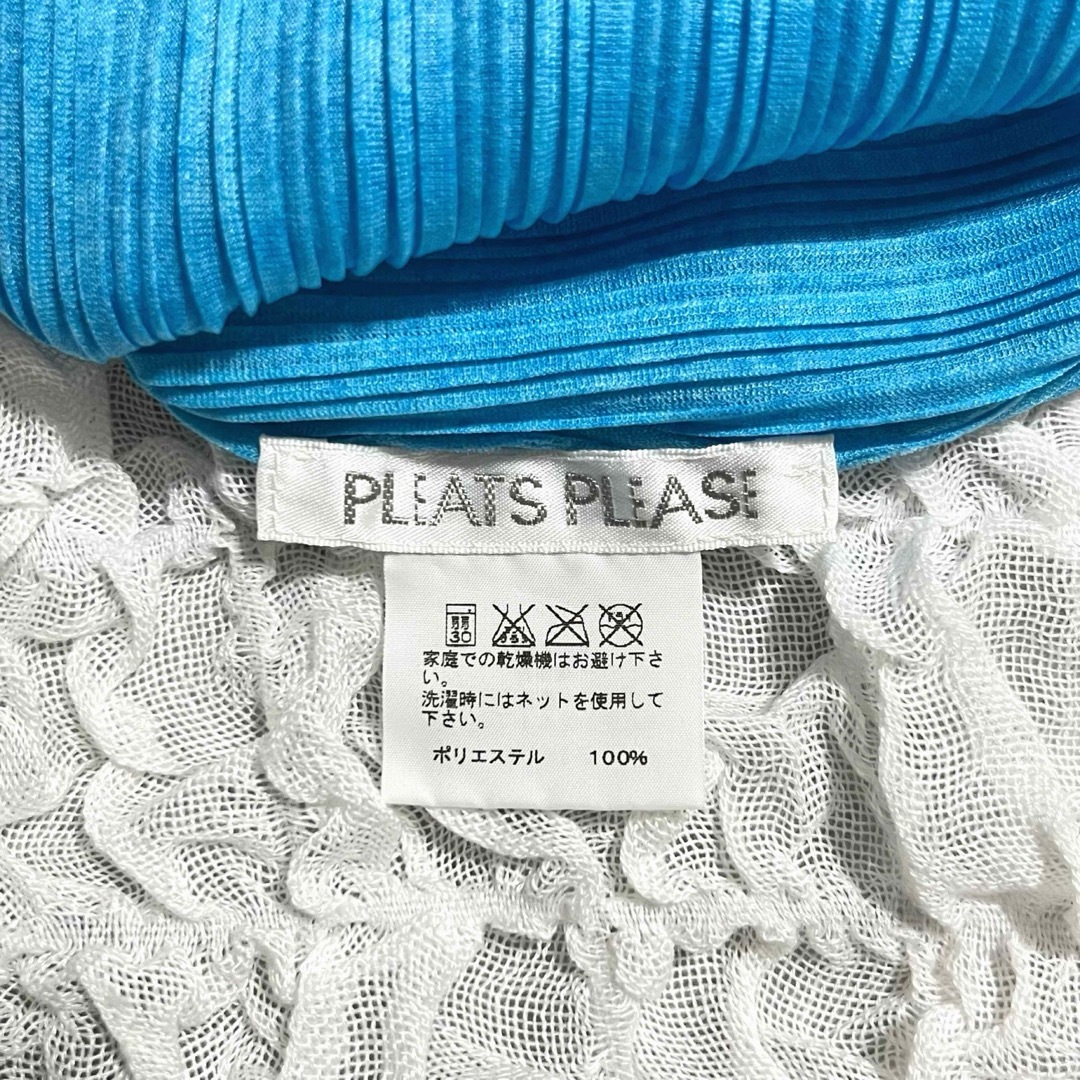 PLEATS PLEASE
弱 30
家庭での乾燥機はお避け下さ
い。
洗濯時にはネットを使用して
下さい。
ポリエステル 100%